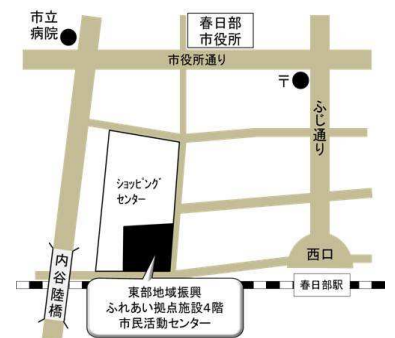 市立
病院
春日部
市役所
市役所通り
〒
ふじ通り
ショッピング
センター
内谷陸橋
西口
春日部駅
東部地域振興
ふれあい拠点施設4階
市民活動センター